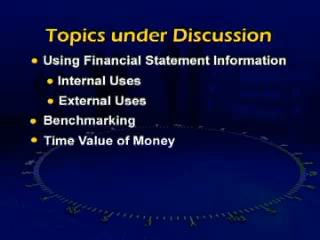 Topics under Discussion
Using Financial Statement Information
Internal Uses
External Uses
Benchmarking
Time Value of Money